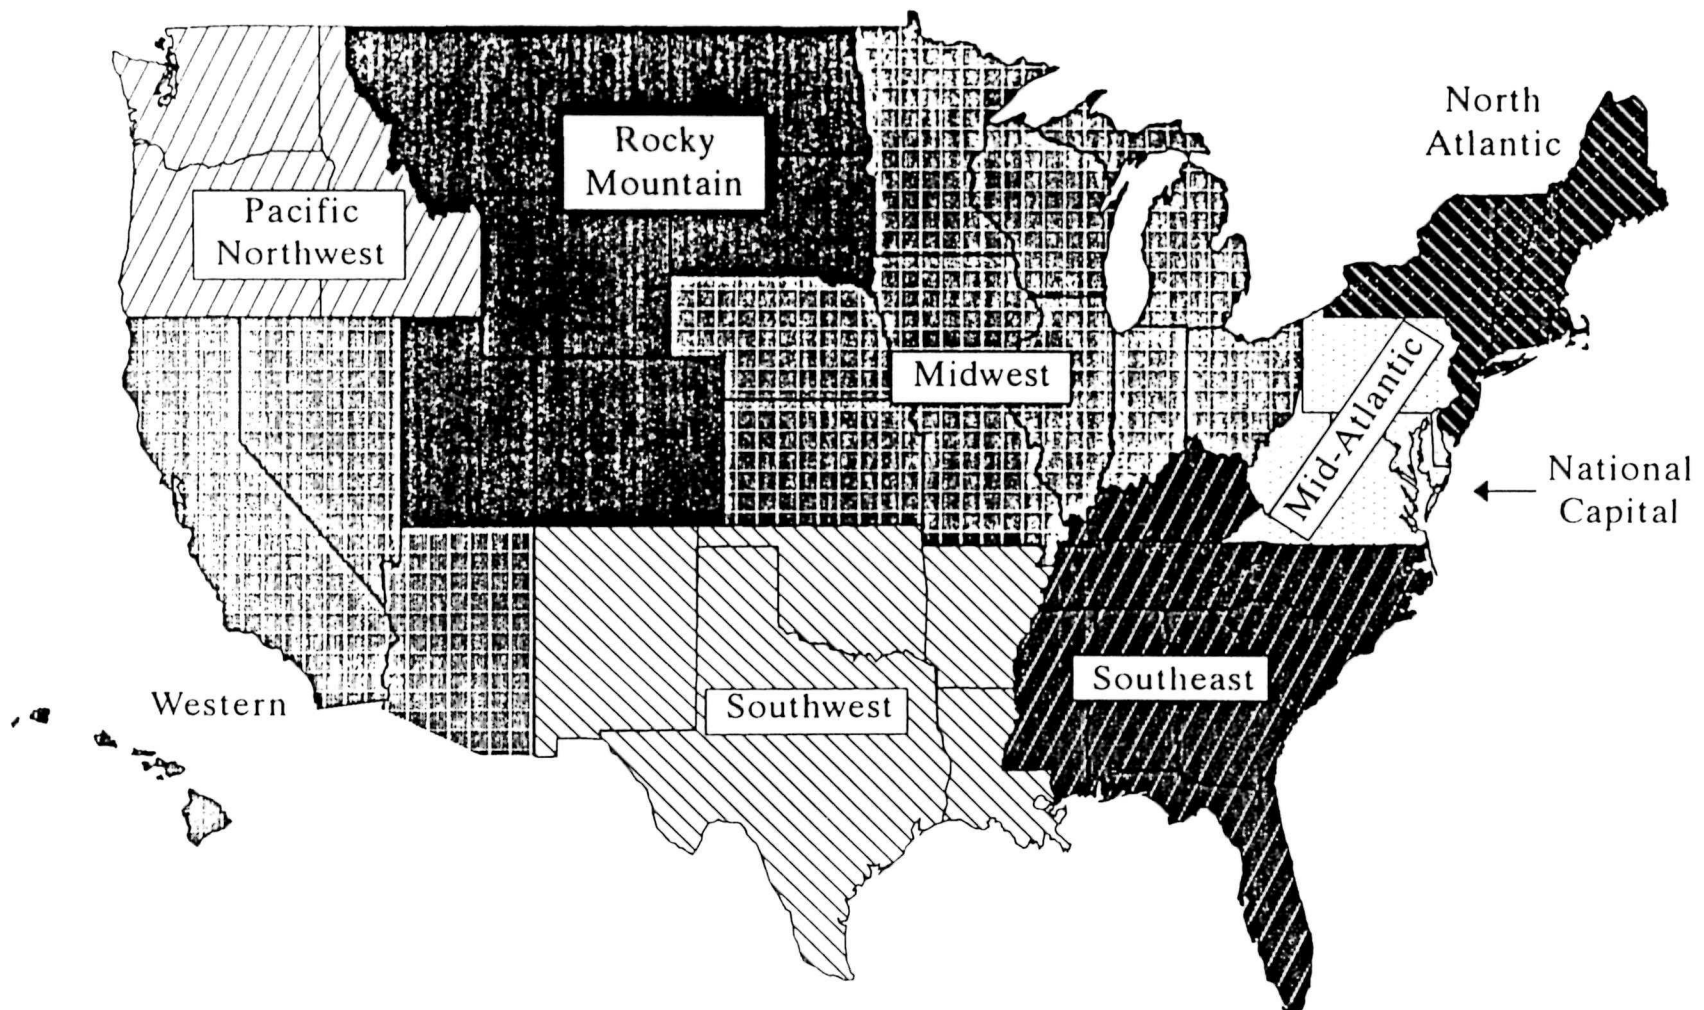 North
Atlantic
Rocky
Mountain
Pacific
Northwest
Midwest
Mid-Atlantic
National
Capital
Southeast
Western
Southwest